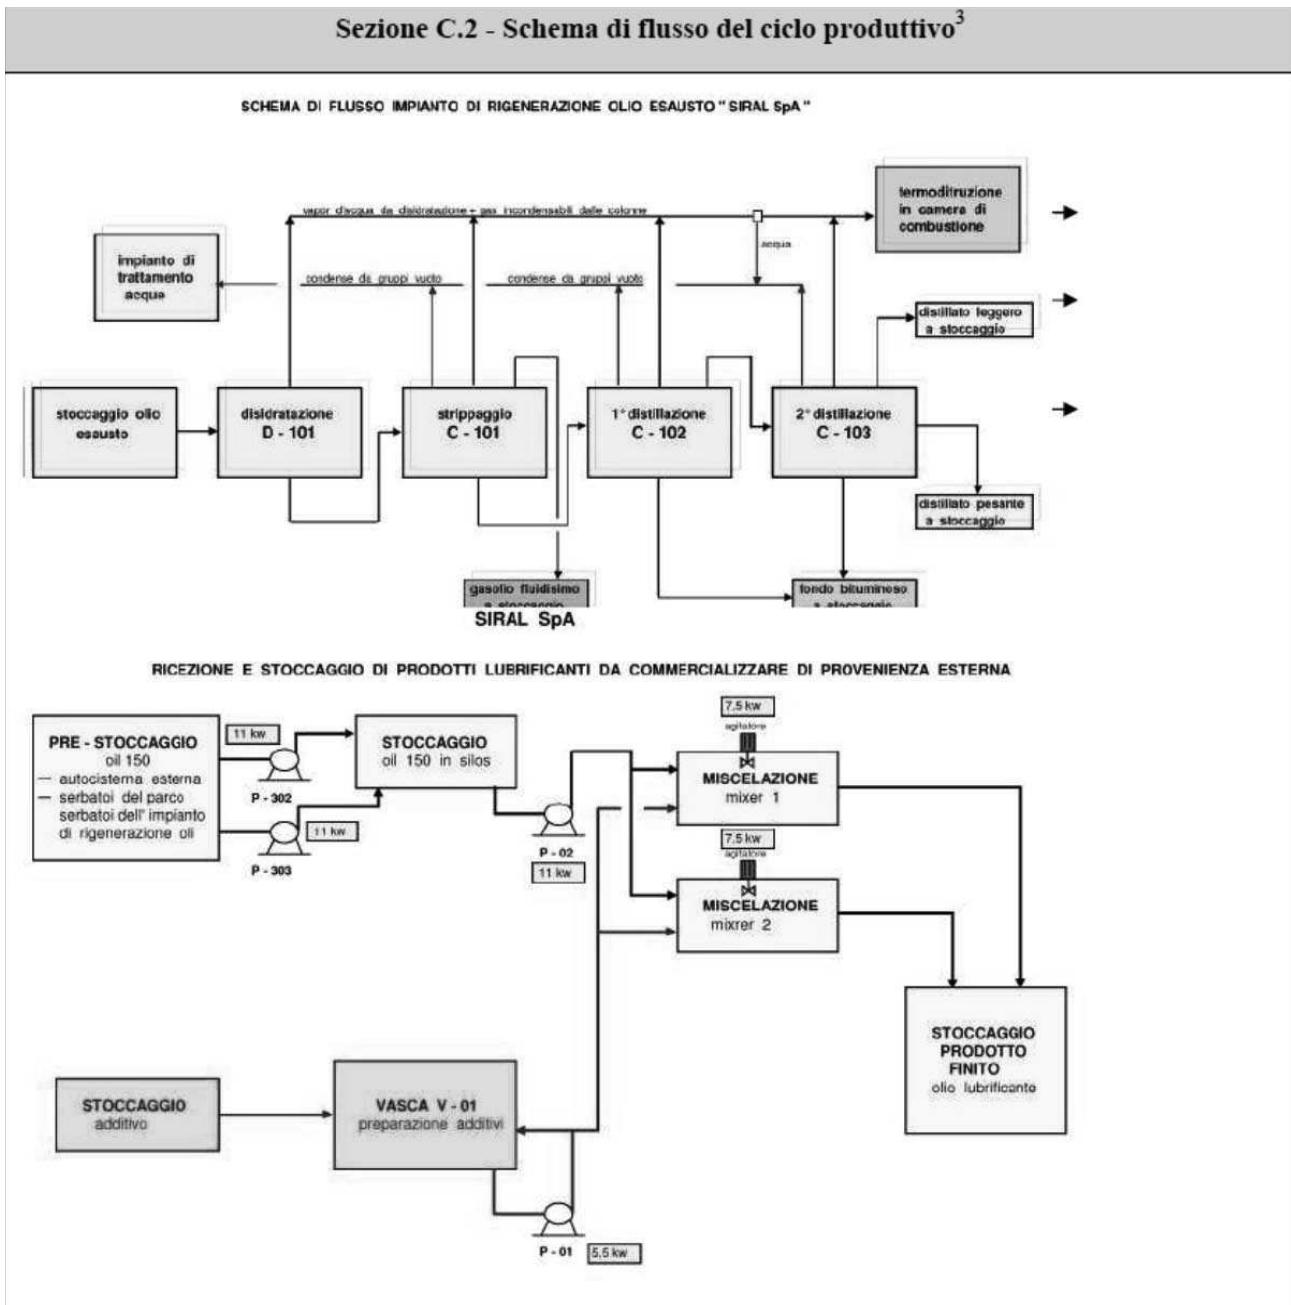 Sezione C.2 - Schema di flusso del ciclo produttivo3
SCHEMA DI FLUSSO IMPIANTO DI RIGENERAZIONE OLIO ESAUSTO "SIRAL SpA"
termoditruzione
in camera di
combustione
vapor d'acqua da disidratazione + gas incondensabili dalle colonne
acqua
impianto di
trattamento
acque
condense da gruppi vuoto
condense da gruppi vuoto
distillato leggero
a stoccaggio
stoccaggio olio
esausto
disidratazione
D - 101
strippaggio
C - 101
1° distillazione
C - 102
2° distillazione
C - 103
distillato pesante
a stoccaggio
gasolio fluidisimo
a stoccaggio
fondo bituminoso
a stoccaggio
SIRAL SpA
RICEZIONE E STOCCAGGIO DI PRODOTTI LUBRIFICANTI DA COMMERCIALIZZARE DI PROVENIENZA ESTERNA
PRE - STOCCAGGIO
oil 150
— autocisterna esterna
— serbatoi del parco
serbatoi dell' impianto
di rigenerazione oli
11 kw
P - 302
11 kw
P - 303
STOCCAGGIO
oil 150 in silos
P - 02
11 kw
7,5 kw
agitatore
MISCELAZIONE
mixer 1
7,5 kw
agitatore
MISCELAZIONE
mixrer 2
STOCCAGGIO
PRODOTTO
FINITO
olio lubrificante
STOCCAGGIO
additivo
VASCA V - 01
preparazione additivi
P - 01
5,5 kw